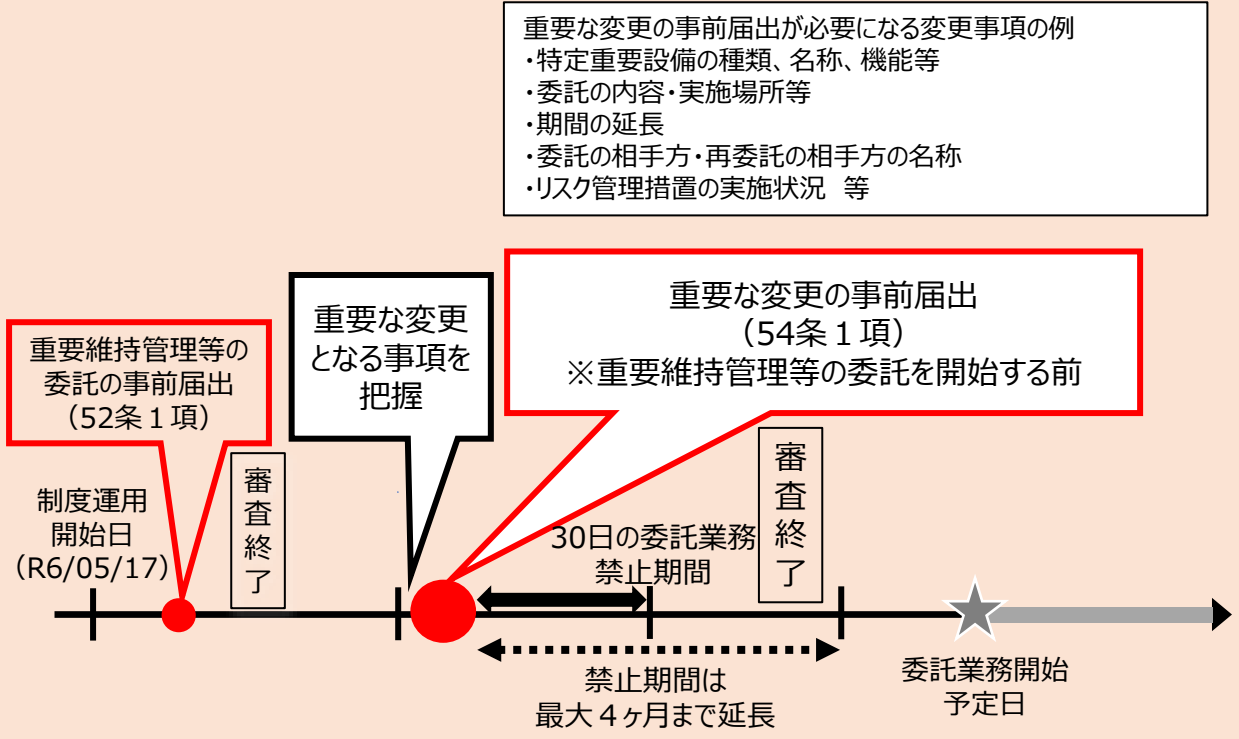 重要な変更の事前届出が必要になる変更事項の例
・特定重要設備の種類、名称、機能等
・委託の内容・実施場所等
・期間の延長
・委託の相手方・再委託の相手方の名称
・リスク管理措置の実施状況 等
重要な変更の事前届出
（54条１項）
※重要維持管理等の委託を開始する前
重要な変更
となる事項を
把握
重要維持管理等の
委託の事前届出
（52条１項）
制度運用
開始日
（R6/05/17）
審査終了
30日の委託業務
禁止期間
審査終了
禁止期間は
最大４ヶ月まで延長
委託業務開始
予定日